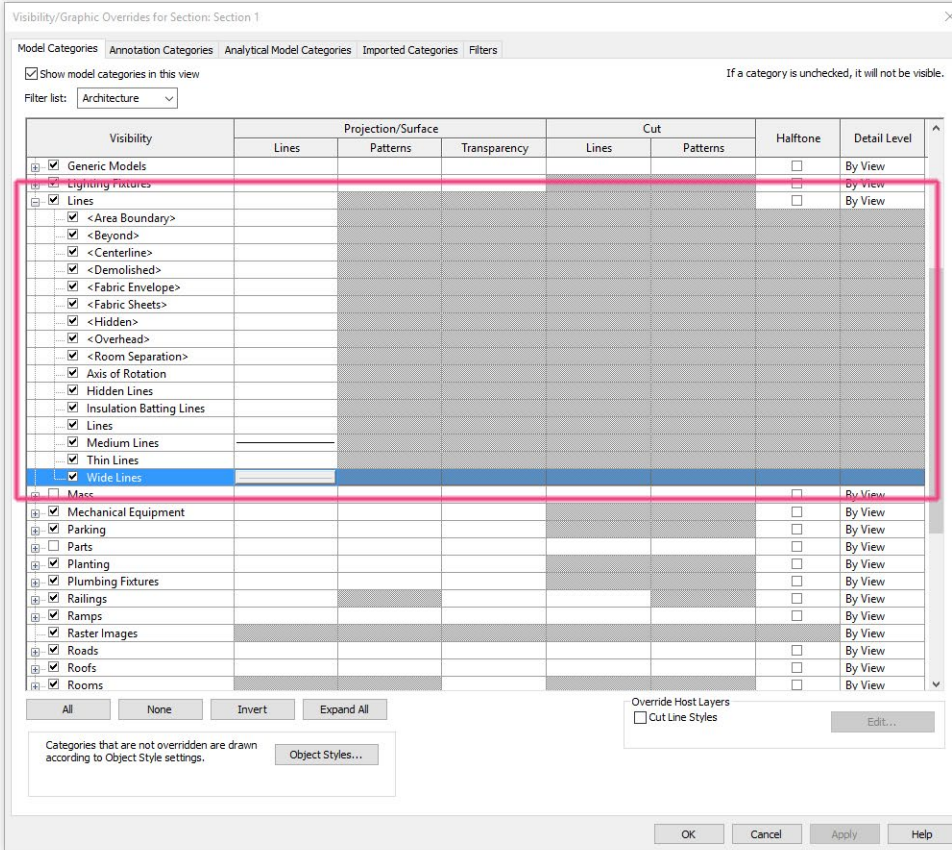 Visibility/Graphic Overrides for Section: Section 1
Model Categories Annotation Categories Analytical Model Categories Imported Categories Filters
Show model categories in this view
If a category is unchecked, it will not be visible.
Filter list: Architecture
Visibility Projection/Surface Cut Halftone Detail Level
Lines Patterns Transparency Lines Patterns
Generic Models By View
Lighting Fixtures By View
Lines By View
<Area Boundary>
<Beyond>
<Centerline>
<Demolished>
<Fabric Envelope>
<Fabric Sheets>
<Hidden>
<Overhead>
<Room Separation>
Axis of Rotation
Hidden Lines
Insulation Batting Lines
Lines
Medium Lines
Thin Lines
Wide Lines
Mass By View
Mechanical Equipment By View
Parking By View
Parts By View
Planting By View
Plumbing Fixtures By View
Railings By View
Ramps By View
Raster Images By View
Roads By View
Roofs By View
Rooms By View
All None Invert Expand All
Override Host Layers
Cut Line Styles Edit...
Categories that are not overridden are drawn
according to Object Style settings.
Object Styles...
OK Cancel Apply Help